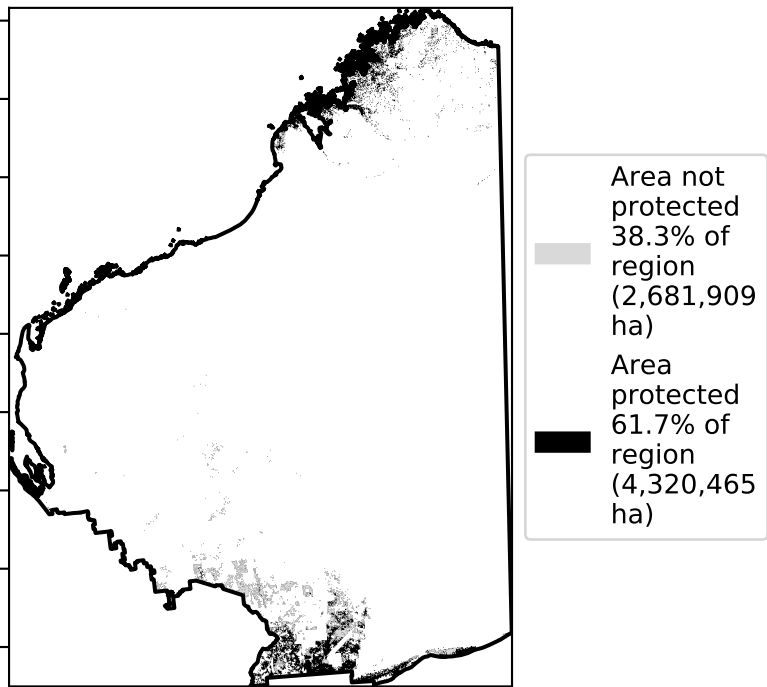 Area not
protected
38.3% of
region
(2,681,909
ha)
Area
protected
61.7% of
region
(4,320,465
ha)